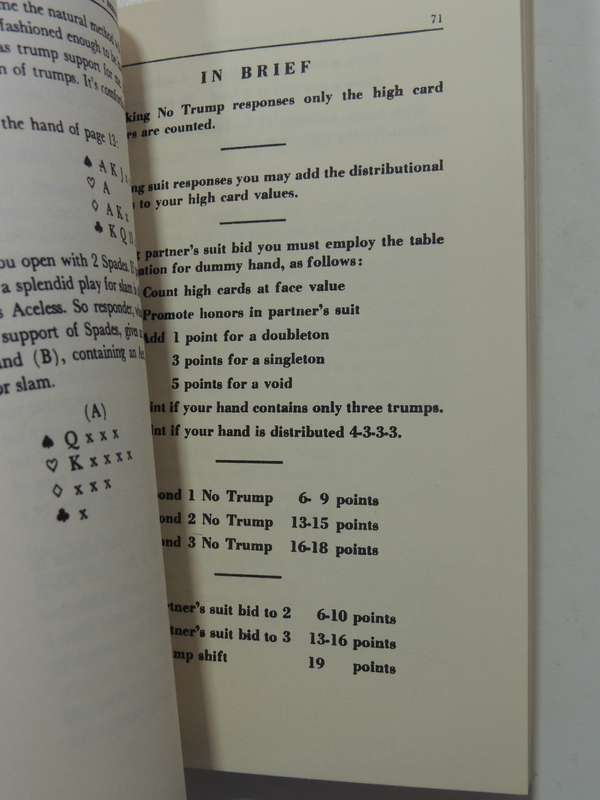 me the natural method
fashioned enough to
as trump support for
n of trumps. It's
the hand of page 13:
♠ A K J x
♡ A
◇ A K x
♣ K Q
ou open with 2 Spades.
a splendid play for slam
s Aceless. So responder,
support of Spades,
nd (B), containing an
or slam.
(A)
♠ Q x x x
♡ K x x x x
◇ x x x
♣ x
71
IN BRIEF
king No Trump responses only the high card
es are counted.
ng suit responses you may add the distributional
to your high card values.
partner's suit bid you must employ the table
ation for dummy hand, as follows:
Count high cards at face value
Promote honors in partner's suit
Add 1 point for a doubleton
3 points for a singleton
5 points for a void
int if your hand contains only three trumps.
int if your hand is distributed 4-3-3-3.
ond 1 No Trump 6- 9 points
ond 2 No Trump 13-15 points
ond 3 No Trump 16-18 points
rtner's suit bid to 2 6-10 points
tner's suit bid to 3 13-16 points
mp shift 19 points